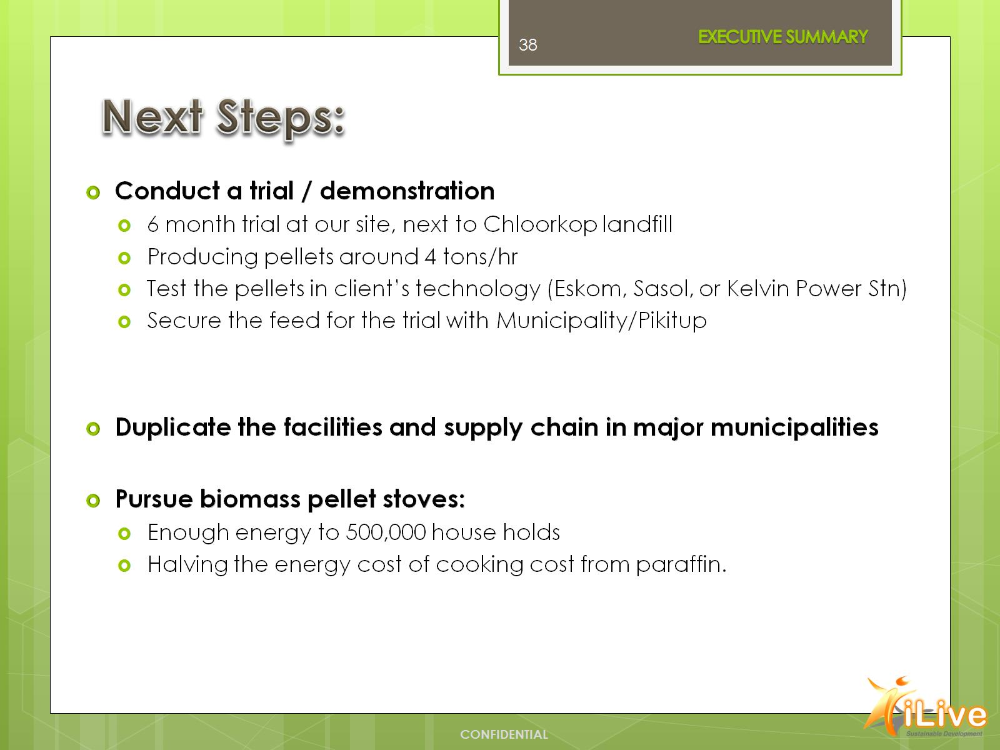 38
EXECUTIVE SUMMARY
Next Steps:
Conduct a trial / demonstration
6 month trial at our site, next to Chloorkop landfill
Producing pellets around 4 tons/hr
Test the pellets in client's technology (Eskom, Sasol, or Kelvin Power Stn)
Secure the feed for the trial with Municipality/Pikitup
Duplicate the facilities and supply chain in major municipalities
Pursue biomass pellet stoves:
Enough energy to 500,000 house holds
Halving the energy cost of cooking cost from paraffin.
iLive
Sustainable Development
CONFIDENTIAL